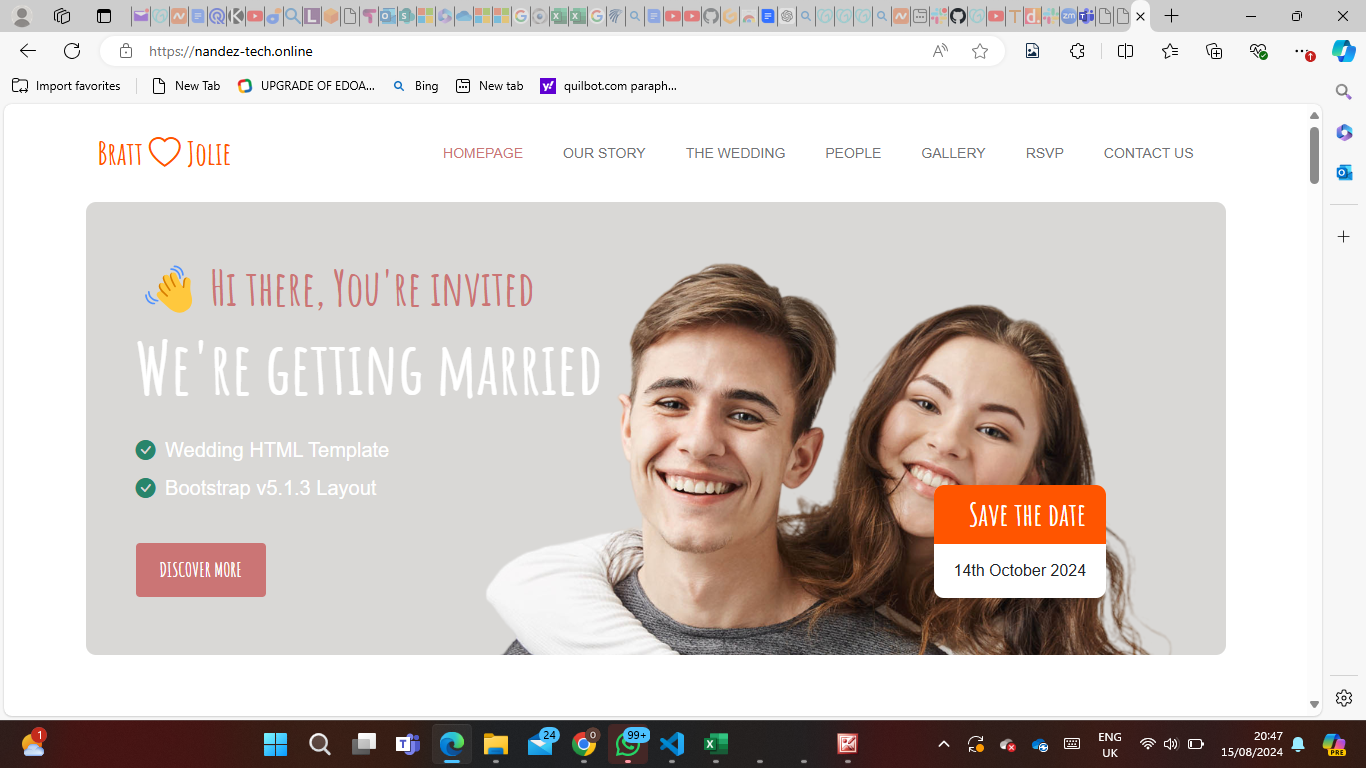 https://nandez-tech.online
Import favorites
New Tab
UPGRADE OF EDOA...
Bing
New tab
quilbot.com paraph...
BRATT JOLIE
HOMEPAGE
OUR STORY
THE WEDDING
PEOPLE
GALLERY
RSVP
CONTACT US
HI THERE, YOU'RE INVITED
WE'RE GETTING MARRIED
Wedding HTML Template
Bootstrap v5.1.3 Layout
DISCOVER MORE
SAVE THE DATE
14th October 2024
1
24
0
99+
ENG
UK
20:47
15/08/2024
PRE